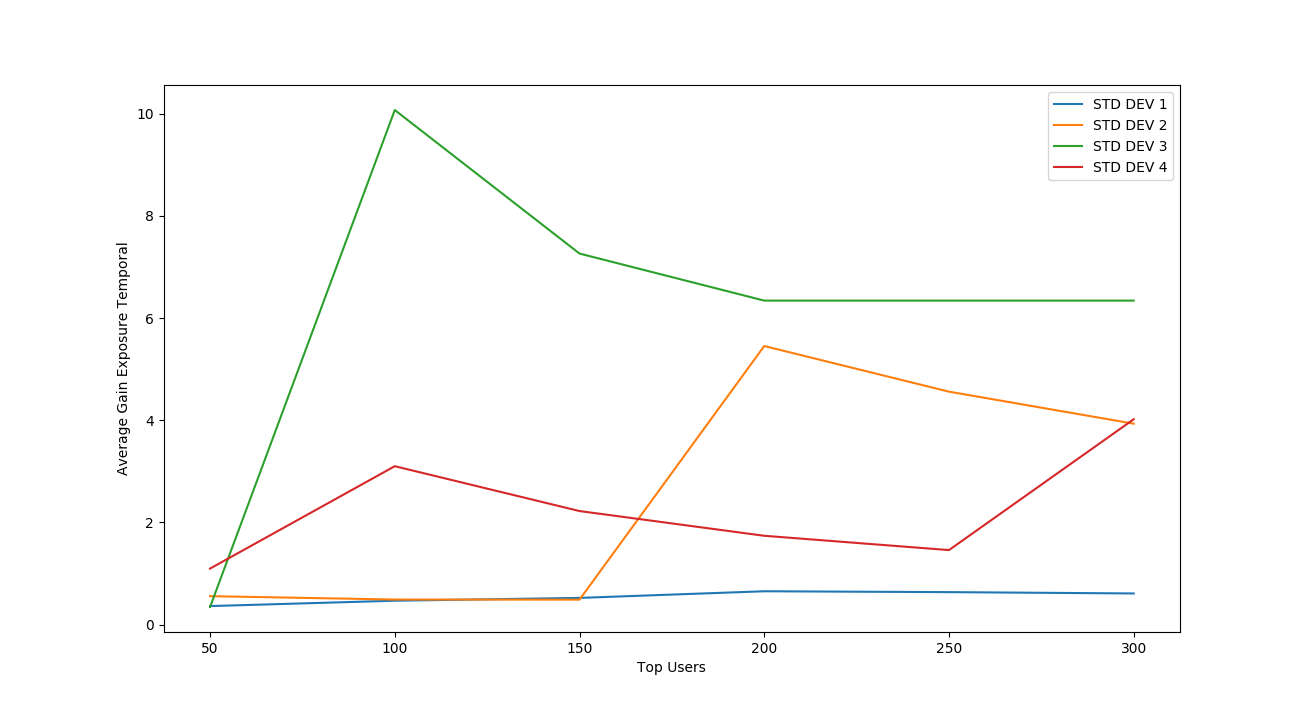 STD DEV 1
STD DEV 2
STD DEV 3
STD DEV 4
Average Gain Exposure Temporal
10
8
6
4
2
0
50 100 150 200 250 300
Top Users